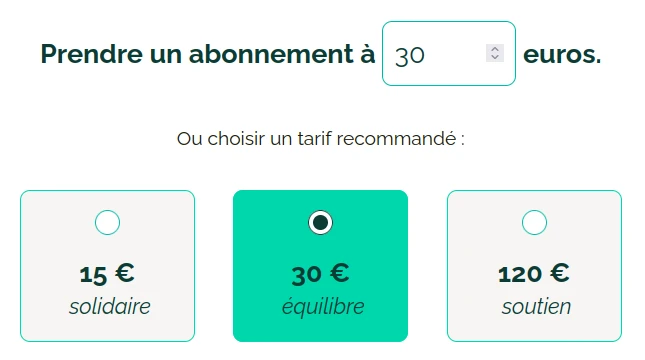 Prendre un abonnement à 30 euros.
Ou choisir un tarif recommandé :
15 € 30 € 120 €
solidaire équilibre soutien